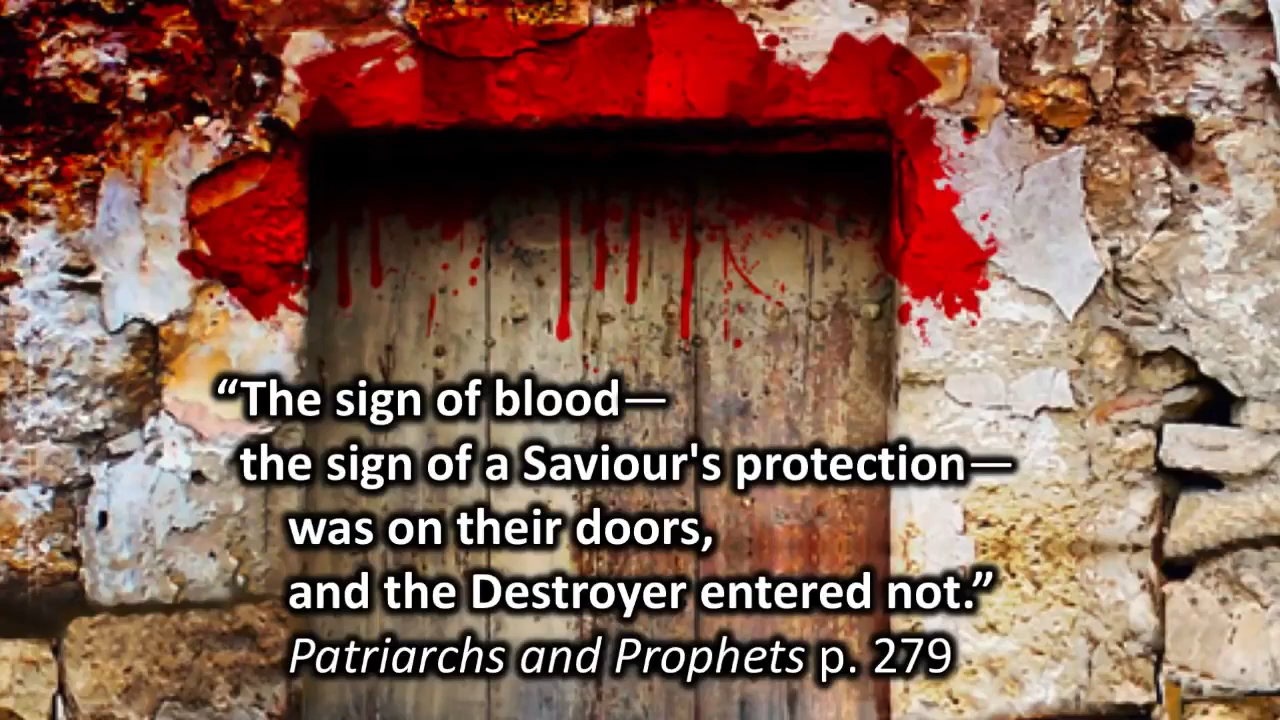 “The sign of blood—
the sign of a Saviour's protection—
was on their doors,
and the Destroyer entered not.”
Patriarchs and Prophets p. 279